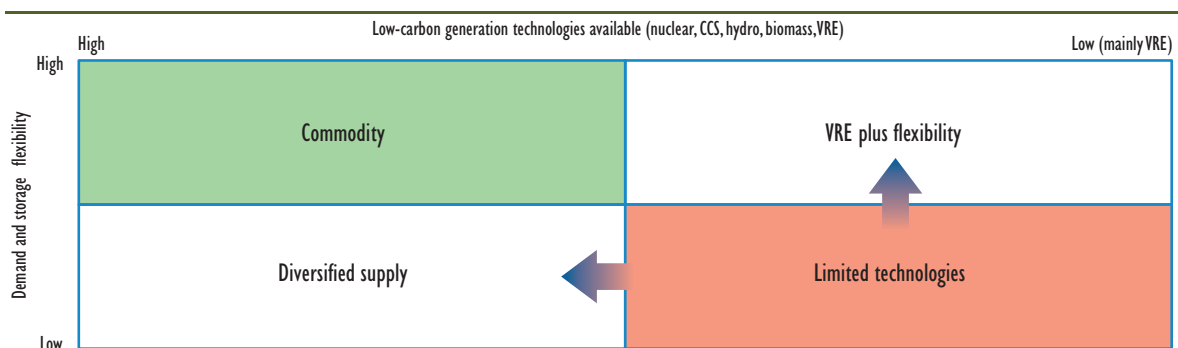 Low-carbon generation technologies available (nuclear, CCS, hydro, biomass, VRE)
High
Low (mainly VRE)
High
Demand and storage flexibility
Commodity
VRE plus flexibility
Diversified supply
Limited technologies
Low